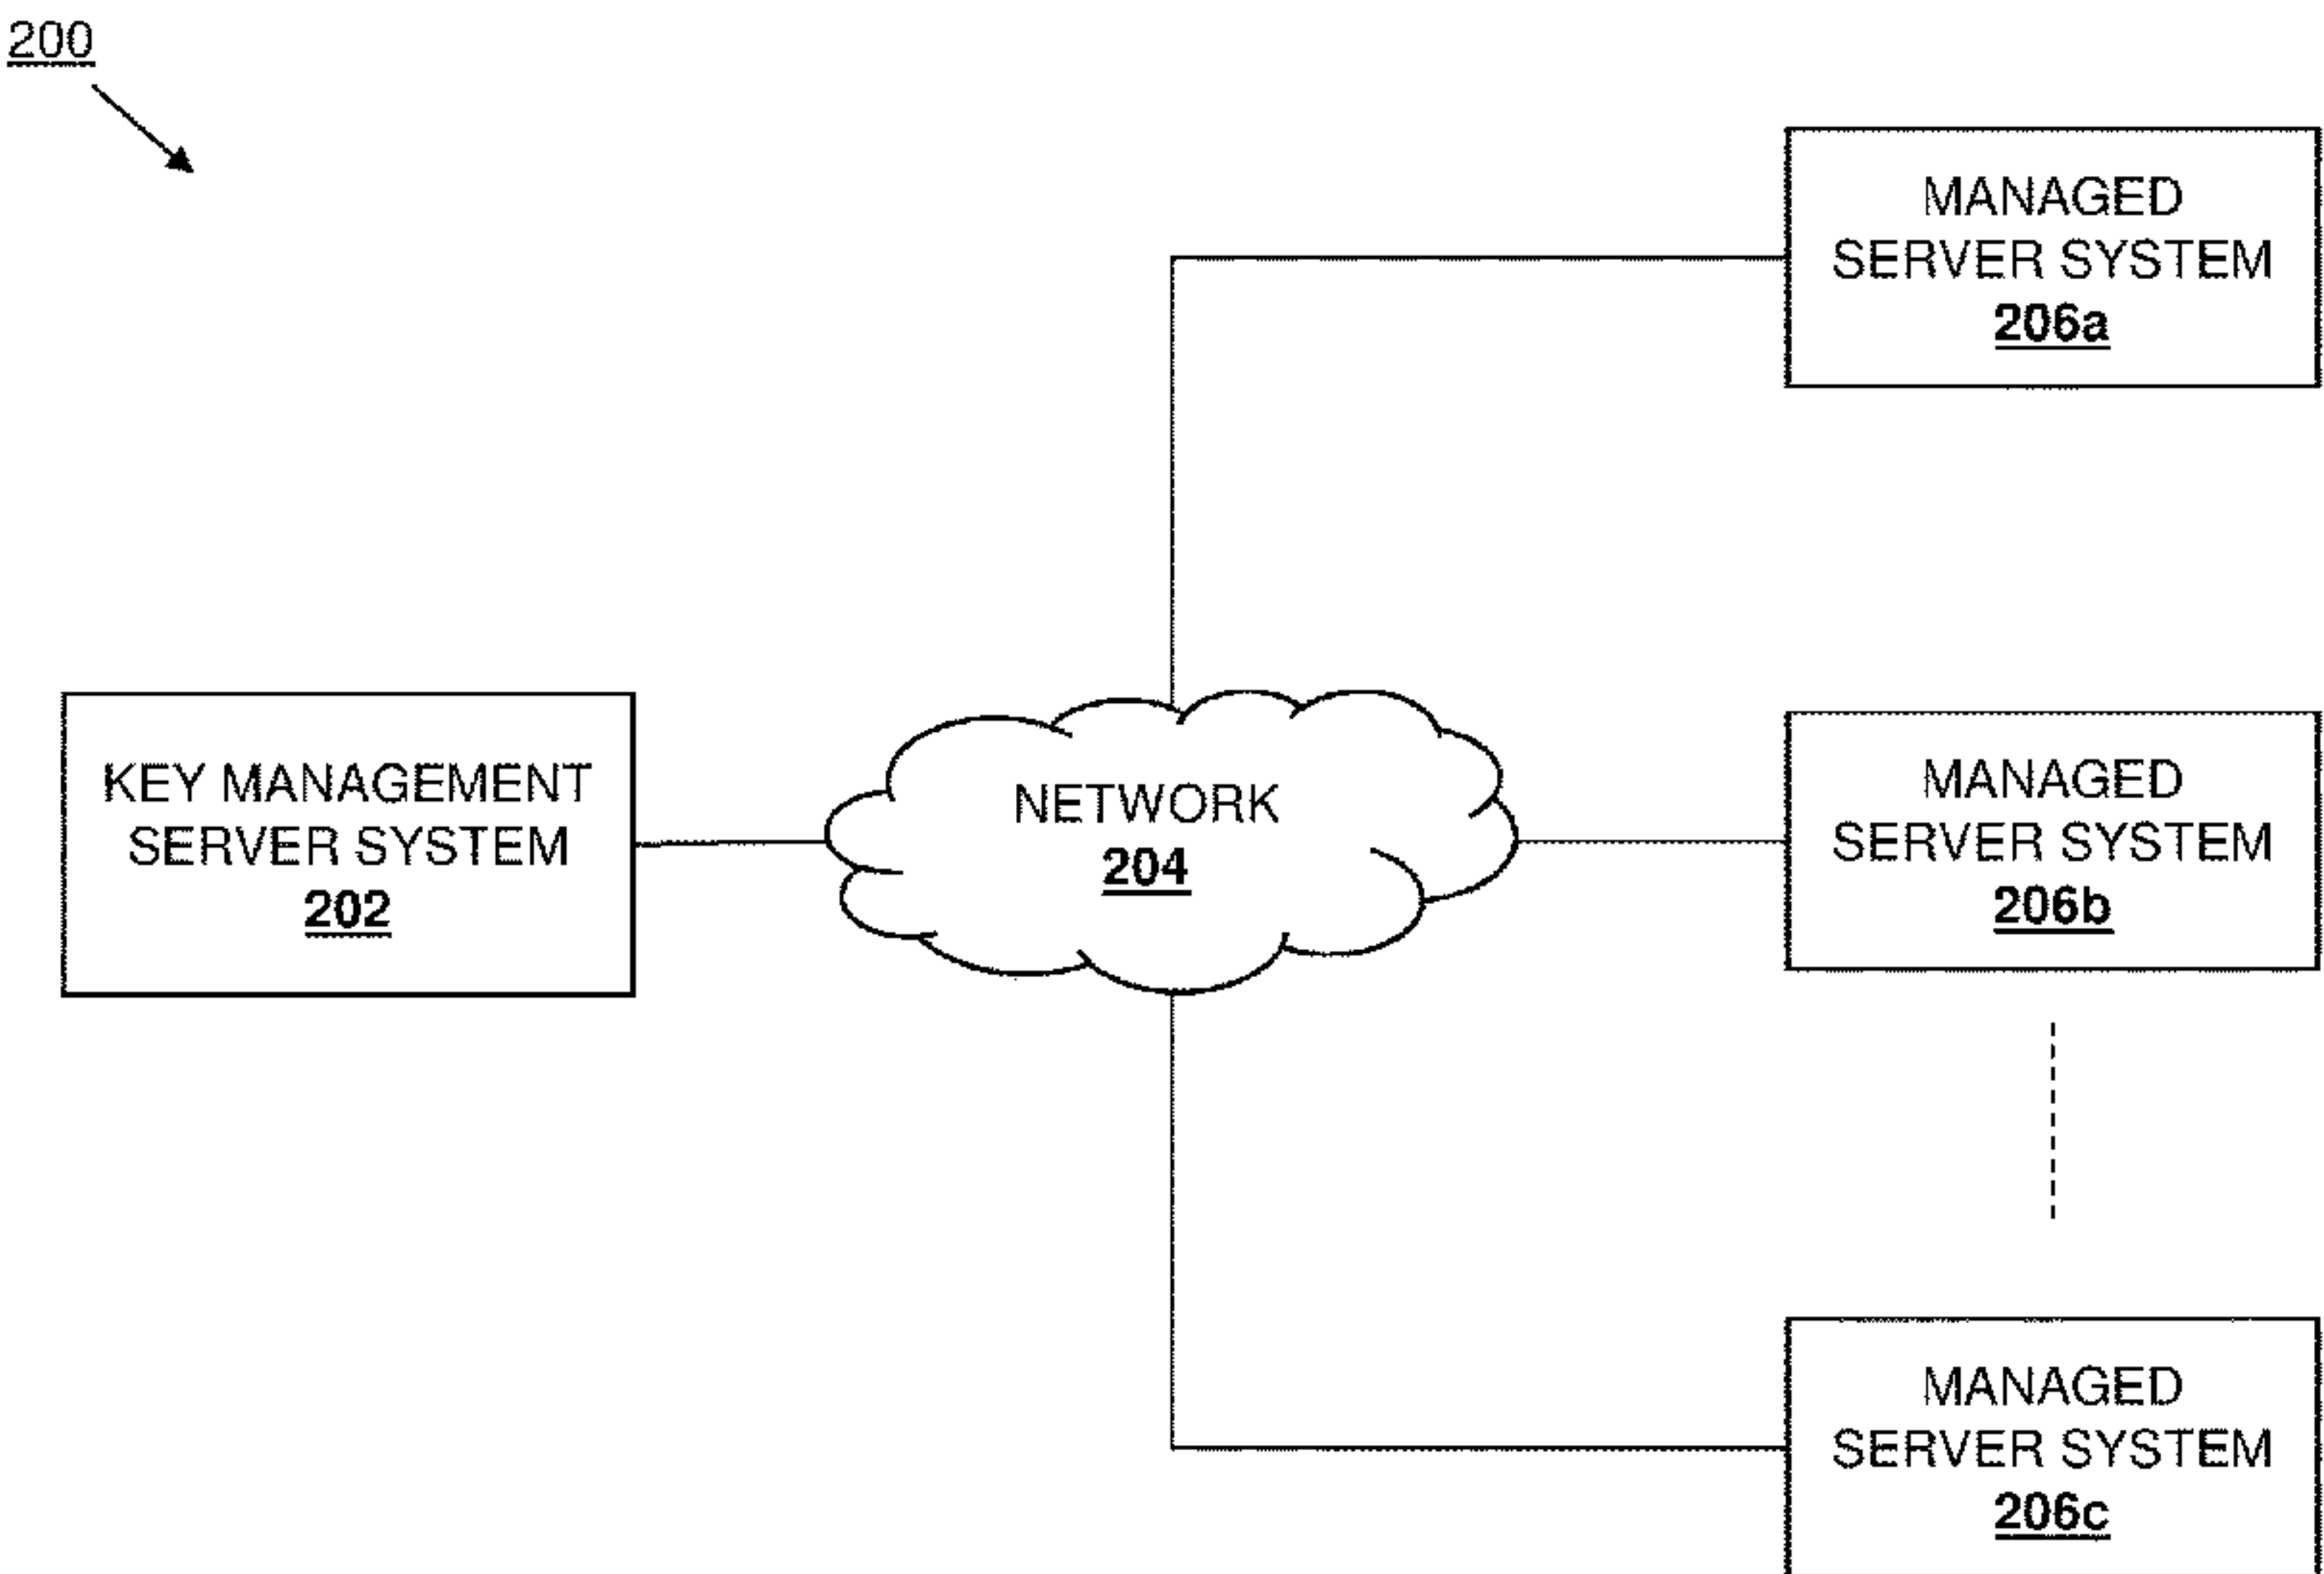 200
MANAGED
SERVER SYSTEM
206a
KEY MANAGEMENT
SERVER SYSTEM
202
NETWORK
204
MANAGED
SERVER SYSTEM
206b
MANAGED
SERVER SYSTEM
206c